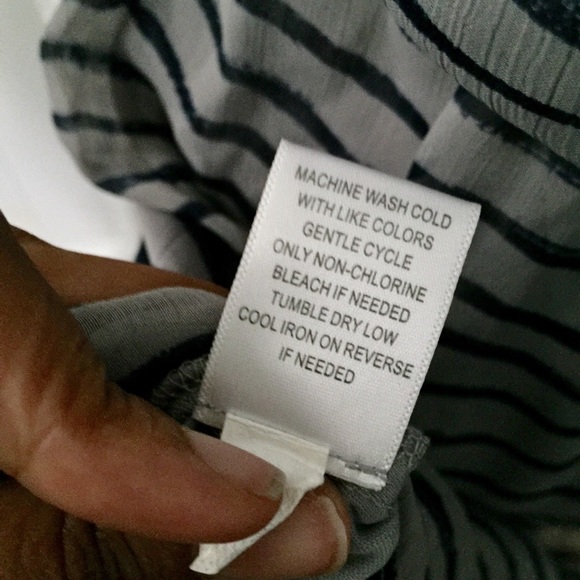 MACHINE WASH COLD
WITH LIKE COLORS
GENTLE CYCLE
ONLY NON-CHLORINE
BLEACH IF NEEDED
TUMBLE DRY LOW
COOL IRON ON REVERSE
IF NEEDED